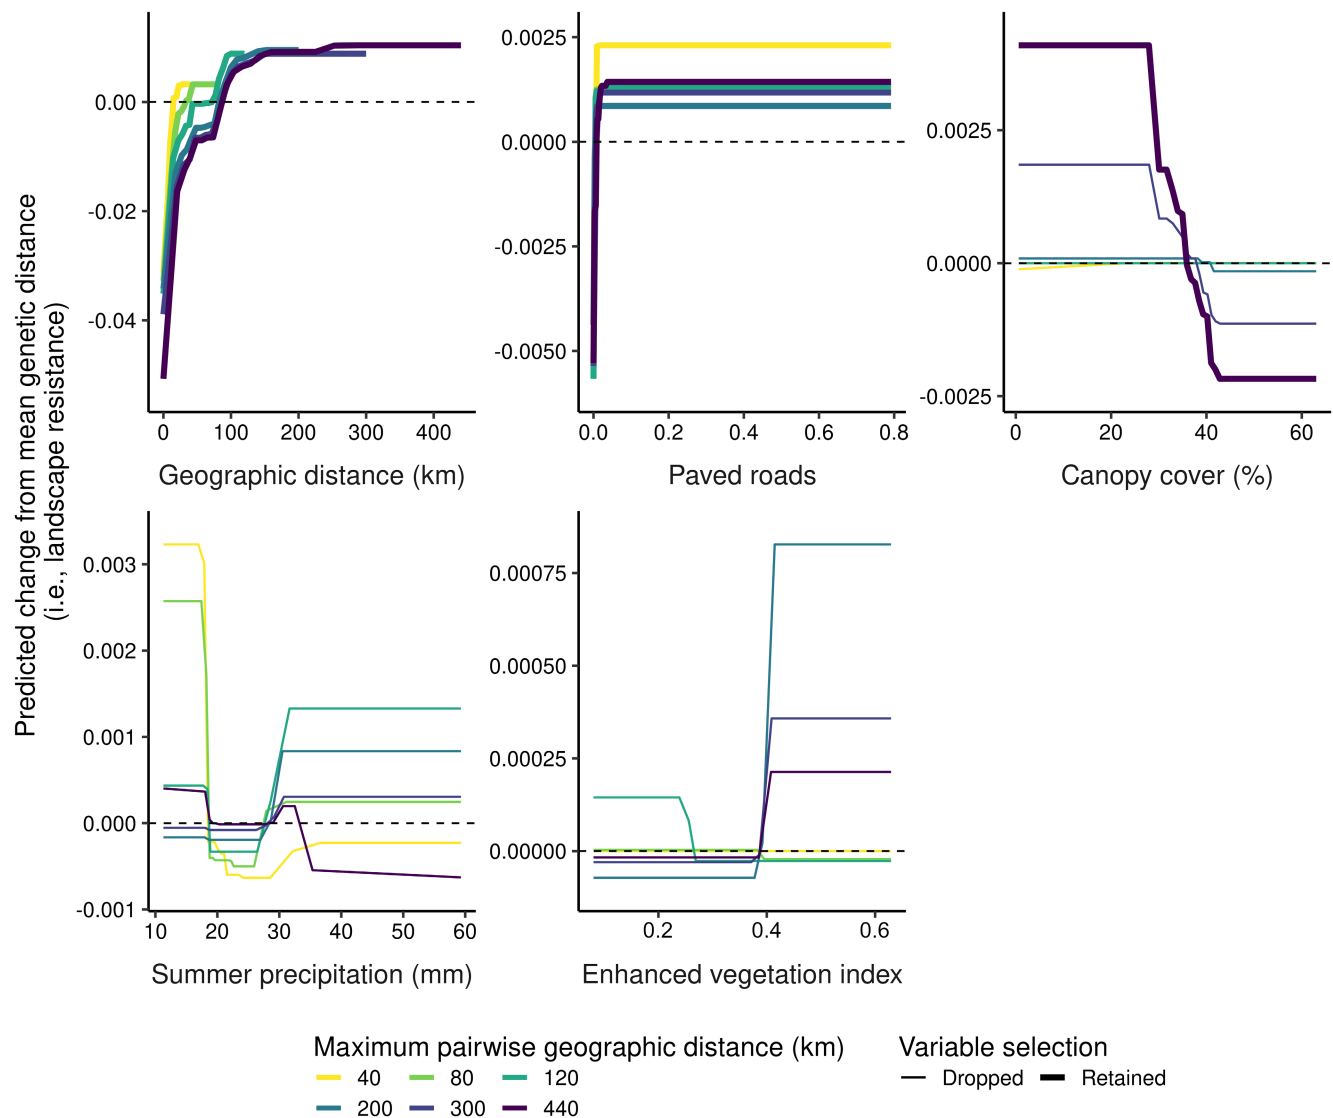 Predicted change from mean genetic distance
(i.e., landscape resistance)
0.00
-0.02
-0.04
0 100 200 300 400
Geographic distance (km)
0.0025
0.0000
-0.0025
-0.0050
0.0 0.2 0.4 0.6 0.8
Paved roads
0.0025
0.0000
-0.0025
0 20 40 60
Canopy cover (%)
0.003
0.002
0.001
0.000
-0.001
10 20 30 40 50 60
Summer precipitation (mm)
0.00075
0.00050
0.00025
0.00000
0.2 0.4 0.6
Enhanced vegetation index
Maximum pairwise geographic distance (km)
40 80 120
200 300 440
Variable selection
Dropped Retained